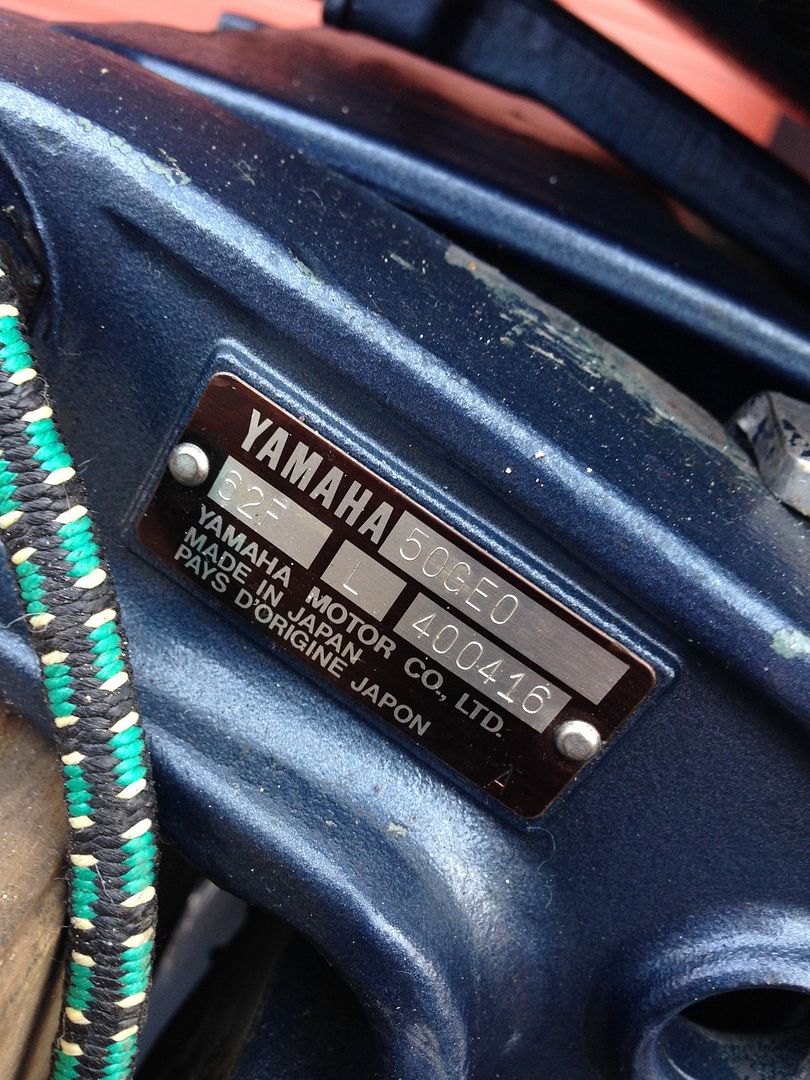 YAMAHA 50GEO
62F L 400416
YAMAHA MOTOR CO., LTD.
MADE IN JAPAN
PAYS D'ORIGINE JAPON
A